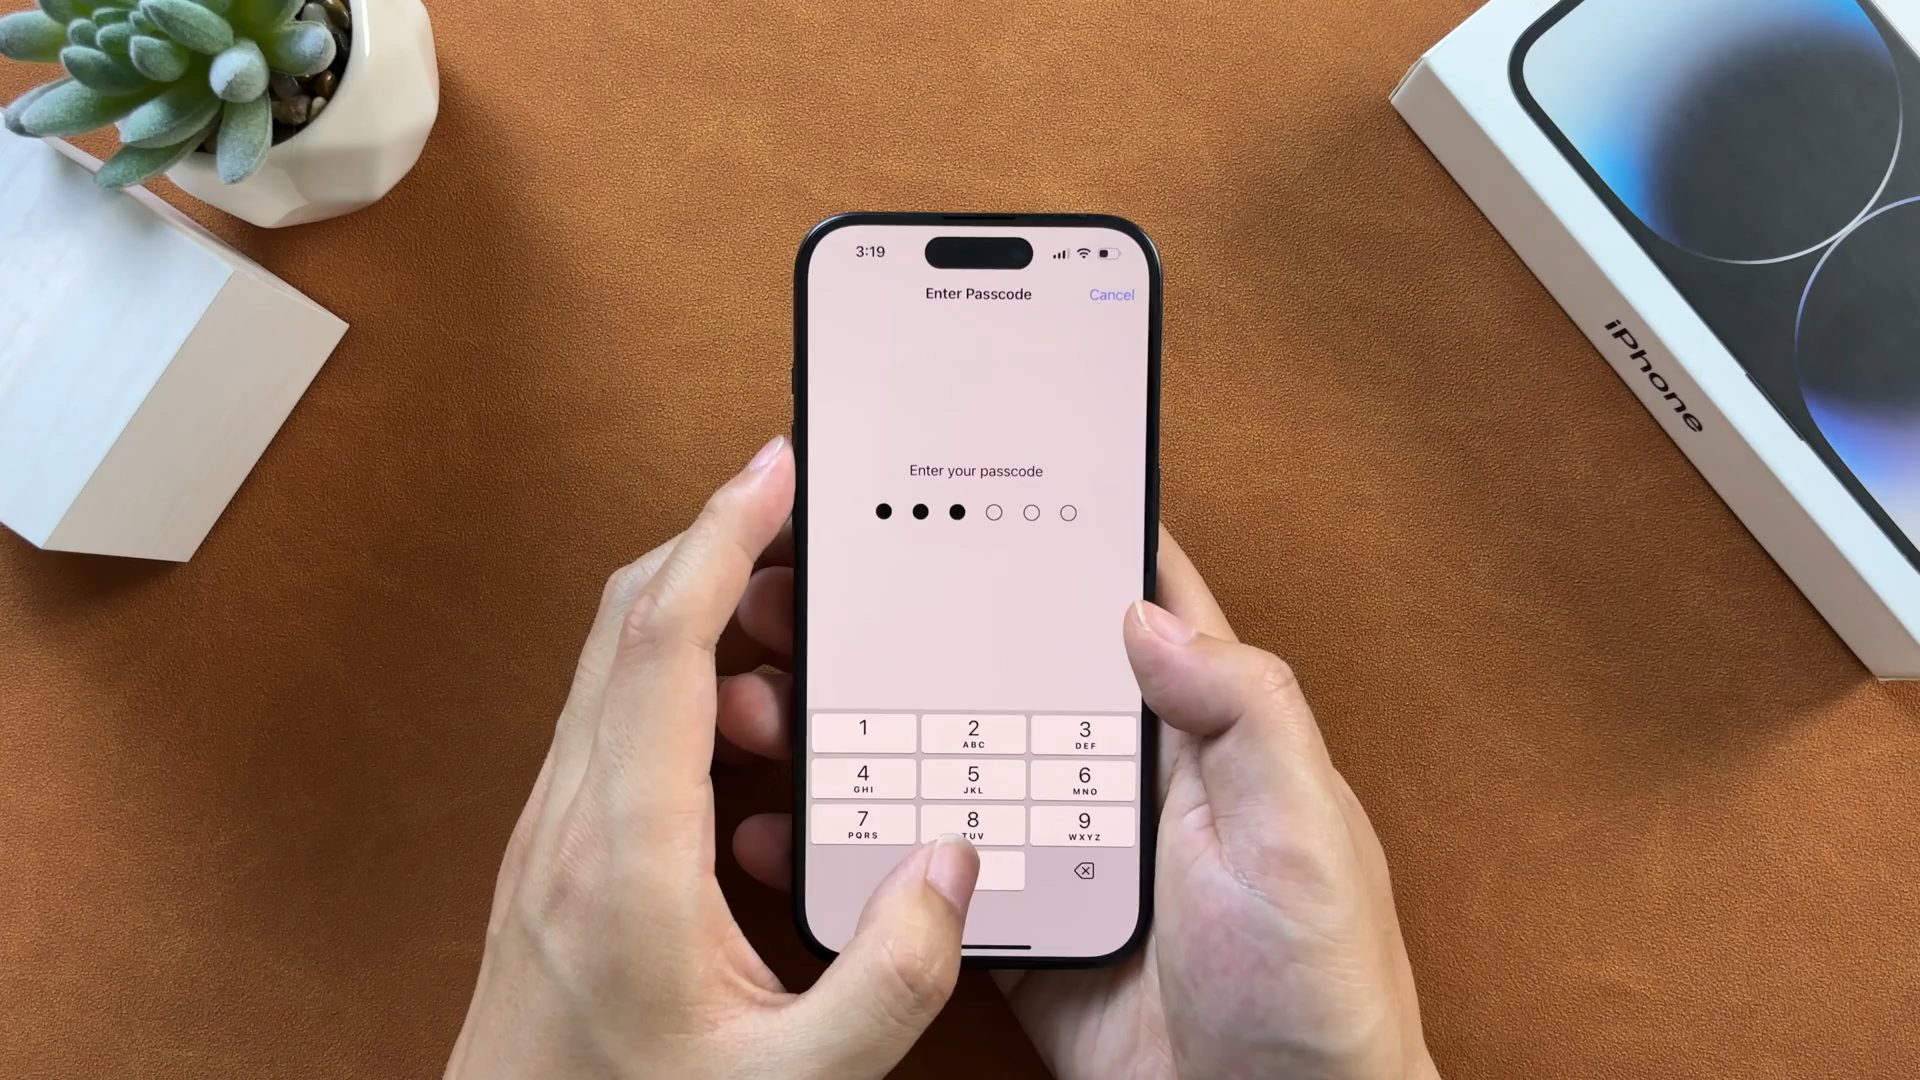 3:19
Enter Passcode
Cancel
Enter your passcode
1
2
ABC
3
DEF
4
GHI
5
JKL
6
MNO
7
PQRS
8
TUV
9
WXYZ
iPhone